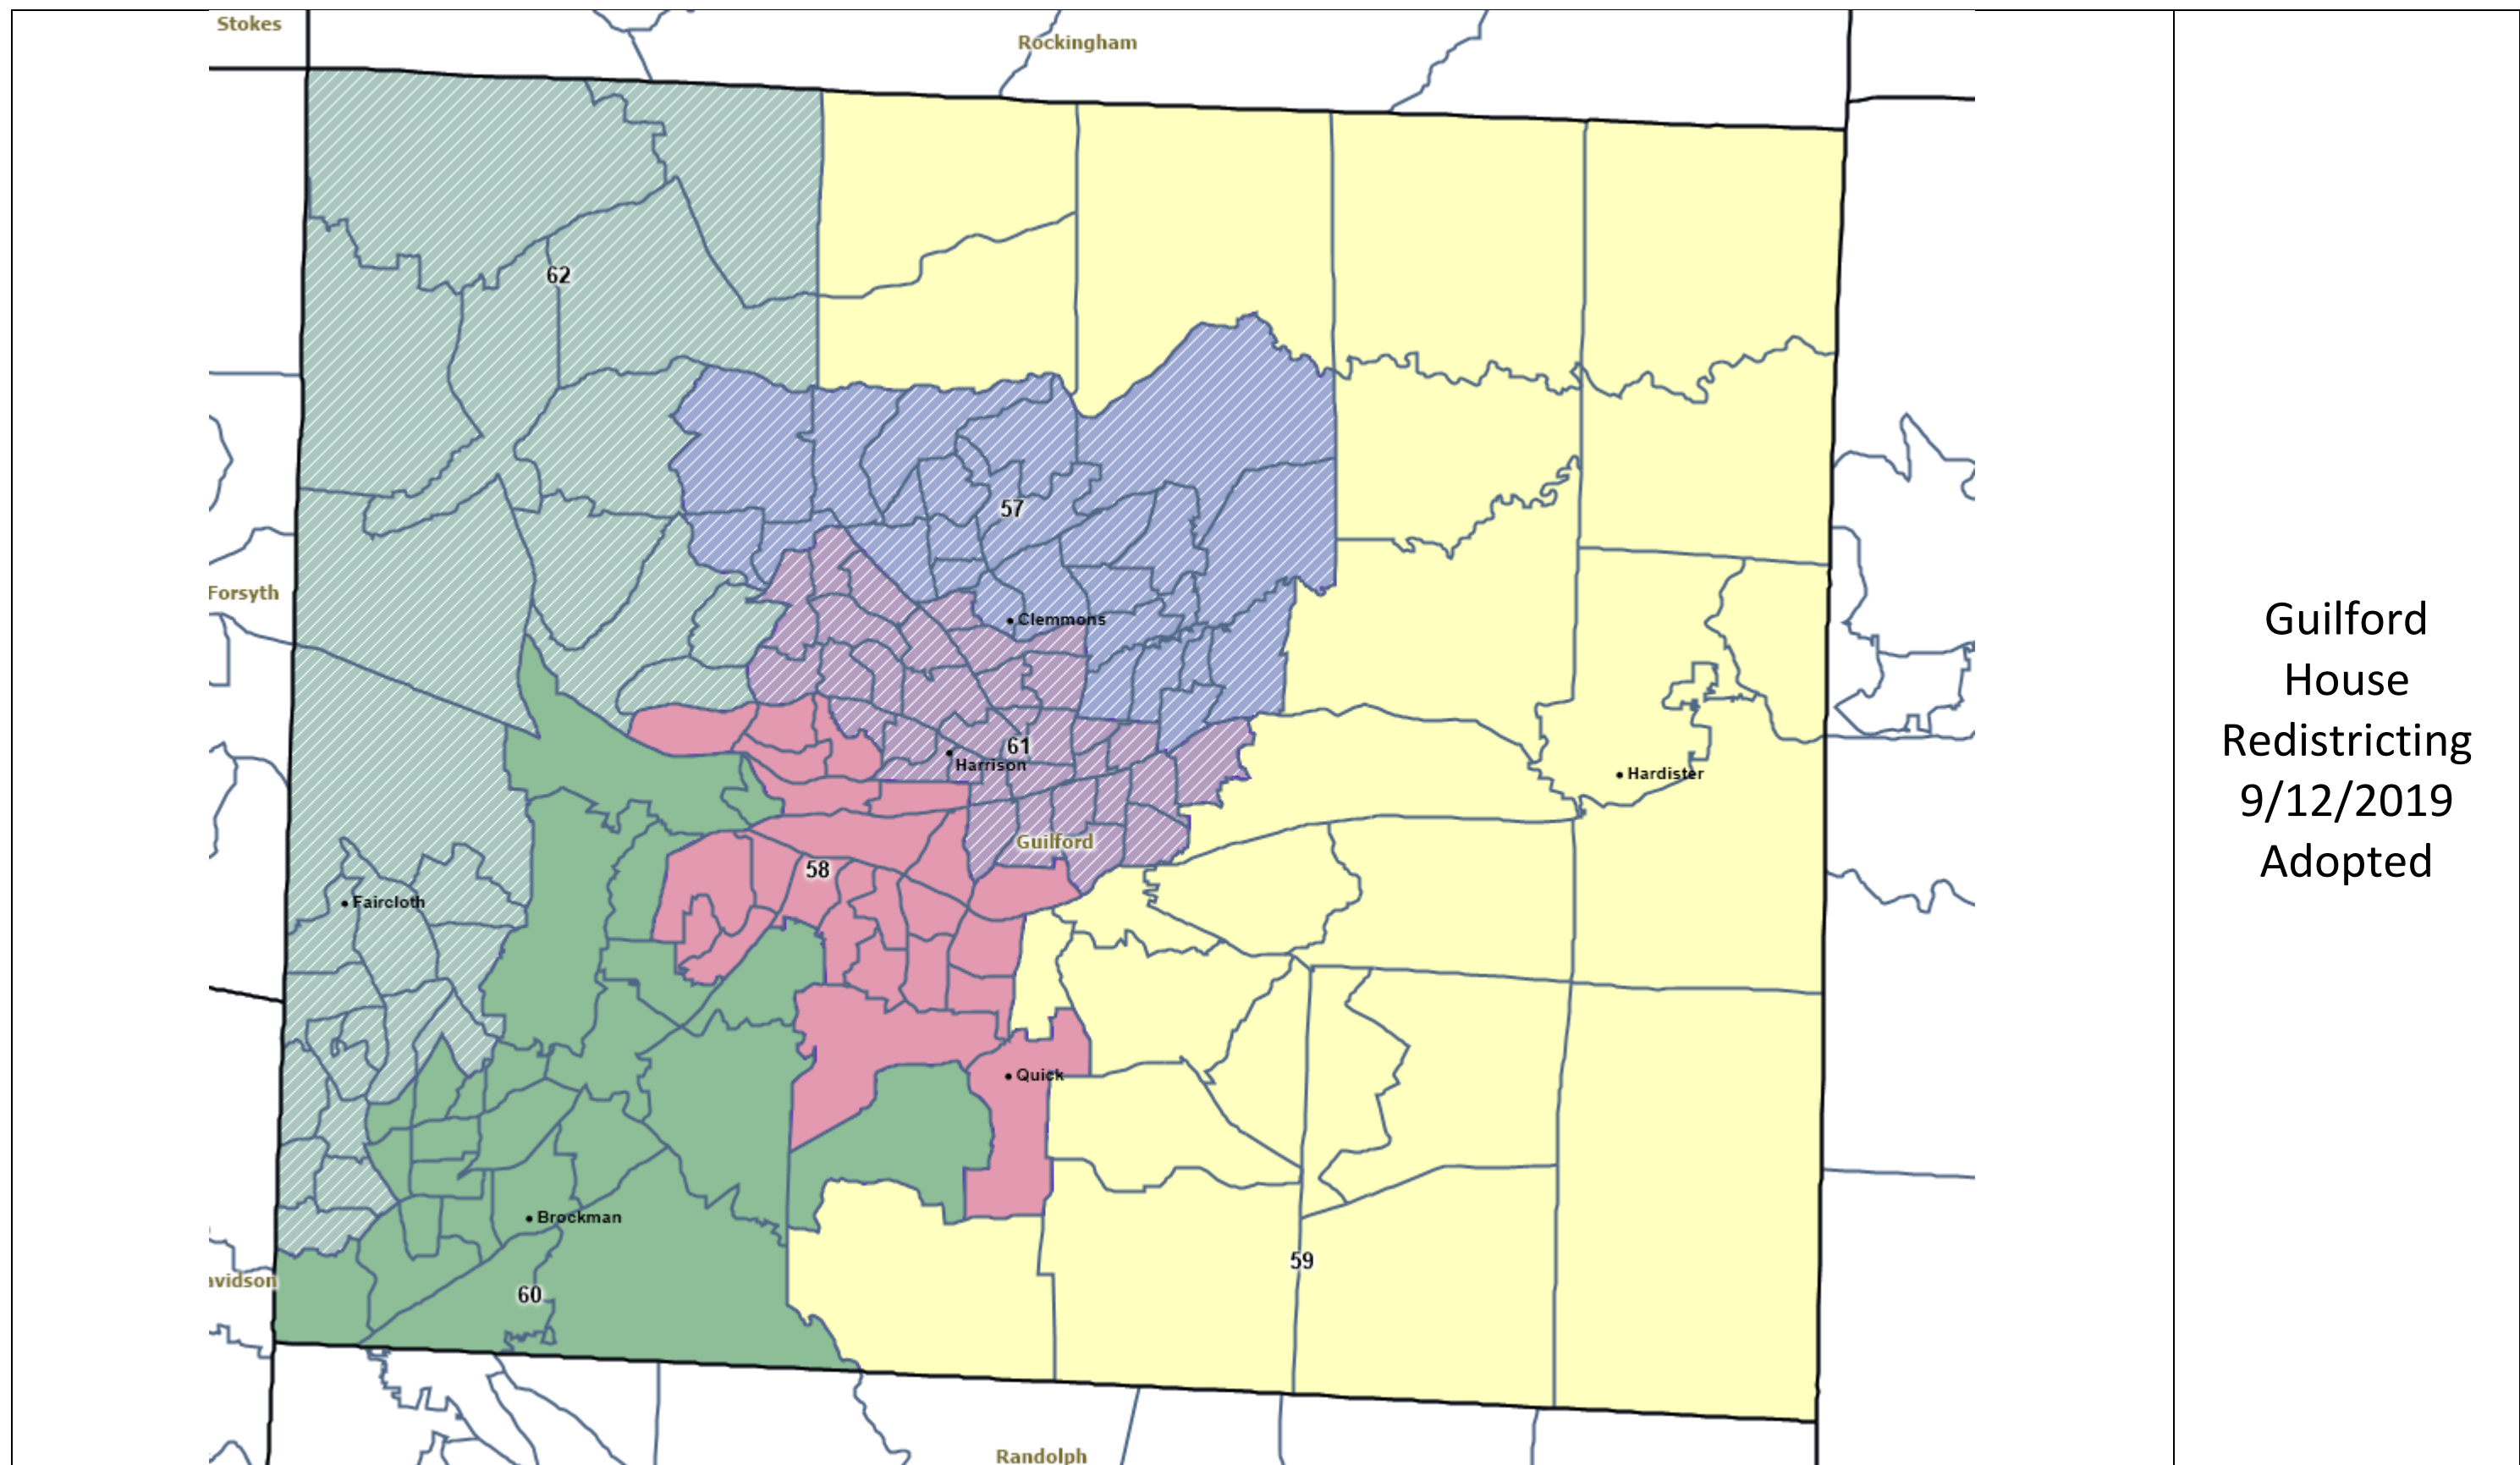 Stokes
Rockingham
62
57
Forsyth
Clemmons
61
Harrison
Hardister
Guilford
58
Faircloth
Quick
Brockman
59
avidson
60
Randolph
Guilford
House
Redistricting
9/12/2019
Adopted